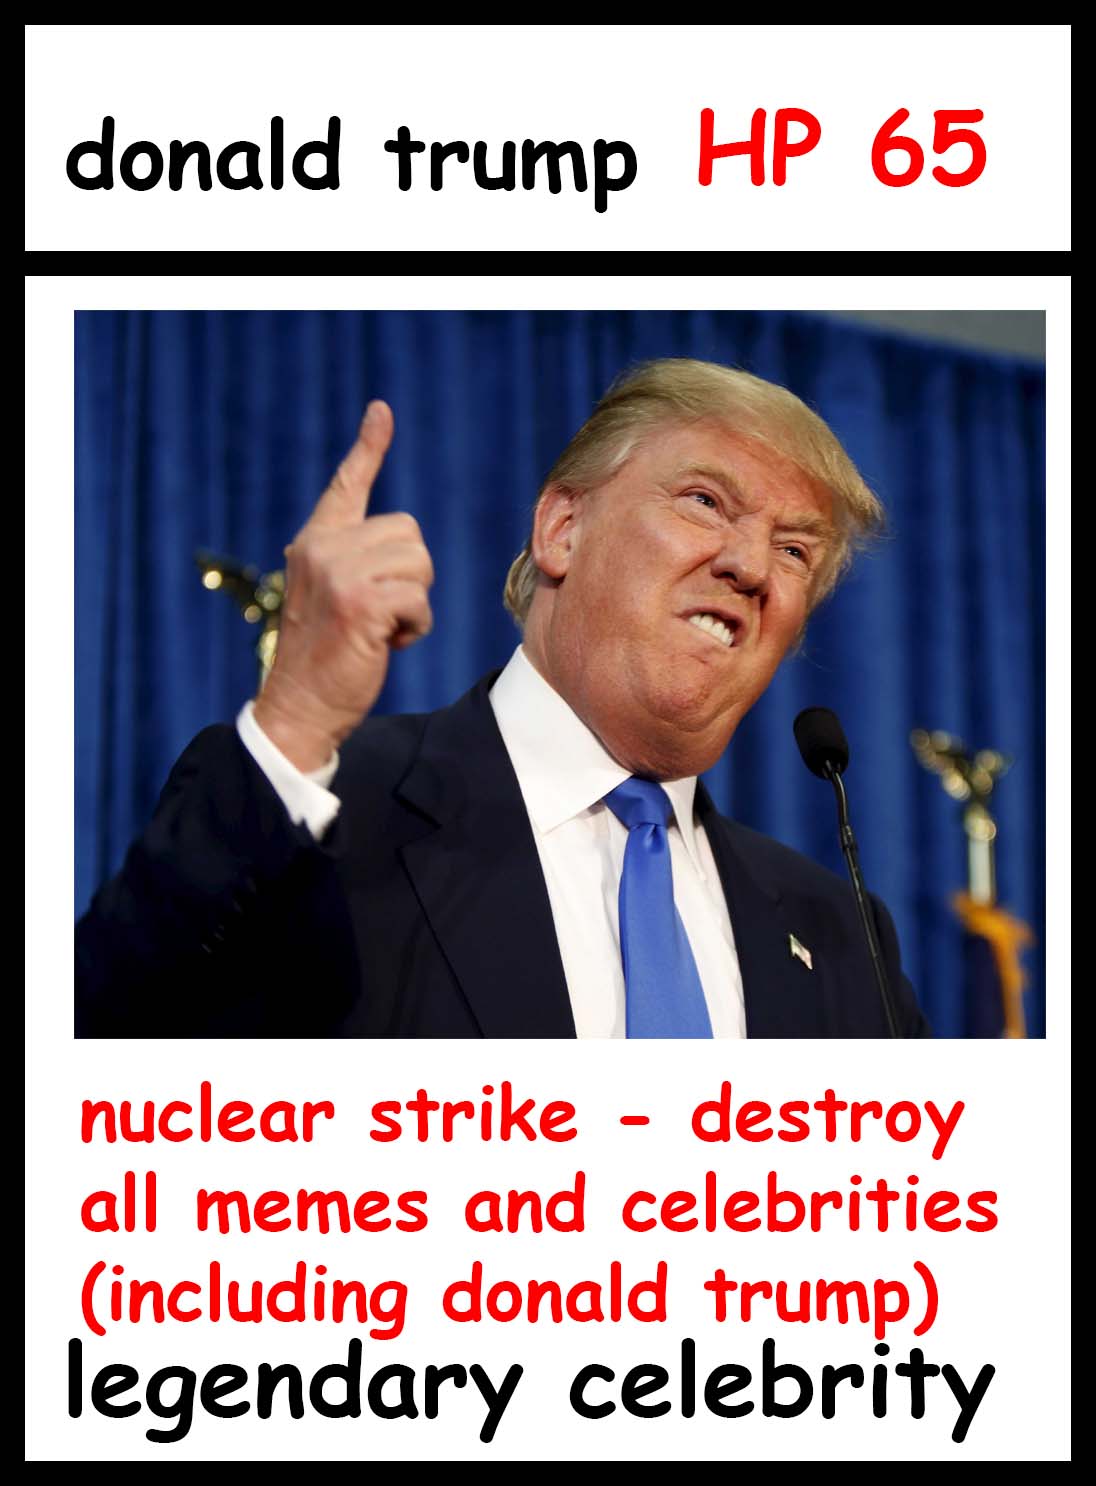 donald trump HP 65
nuclear strike - destroy
all memes and celebrities
(including donald trump)
legendary celebrity